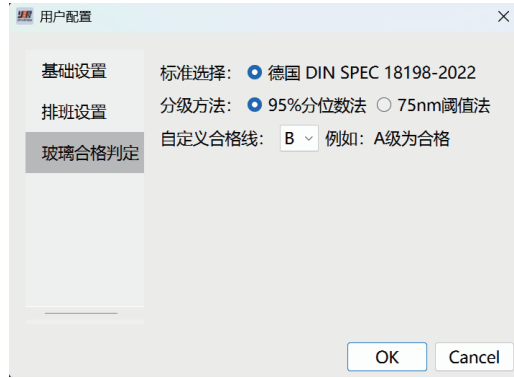 用户配置
基础设置
排班设置
玻璃合格判定
标准选择： 德国 DIN SPEC 18198-2022
分级方法： 95%分位数法 75nm阈值法
自定义合格线： B 例如：A级为合格
OK Cancel